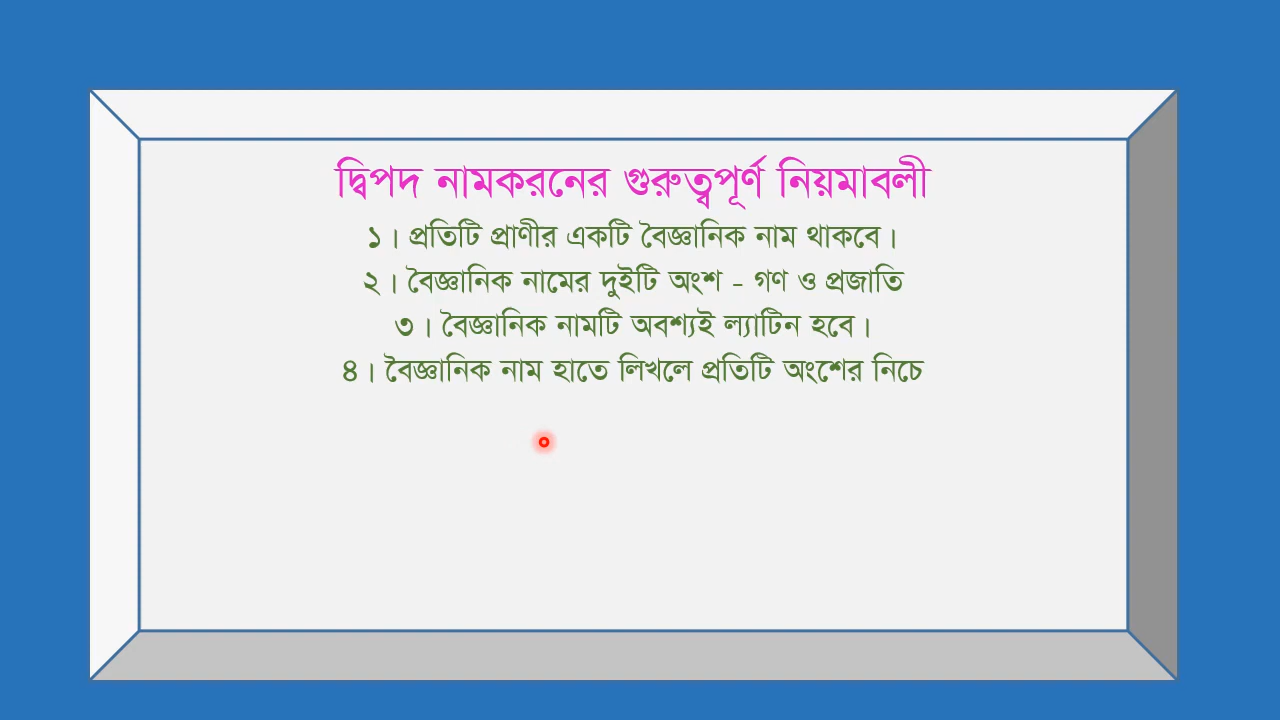 দ্বিপদ নামকরনের গুরুত্বপূর্ণ নিয়মাবলী
১। প্রতিটি প্রাণীর একটি বৈজ্ঞানিক নাম থাকবে।
২। বৈজ্ঞানিক নামের দুইটি অংশ - গণ ও প্রজাতি
৩। বৈজ্ঞানিক নামটি অবশ্যই ল্যাটিন হবে।
৪। বৈজ্ঞানিক নাম হাতে লিখলে প্রতিটি অংশের নিচে